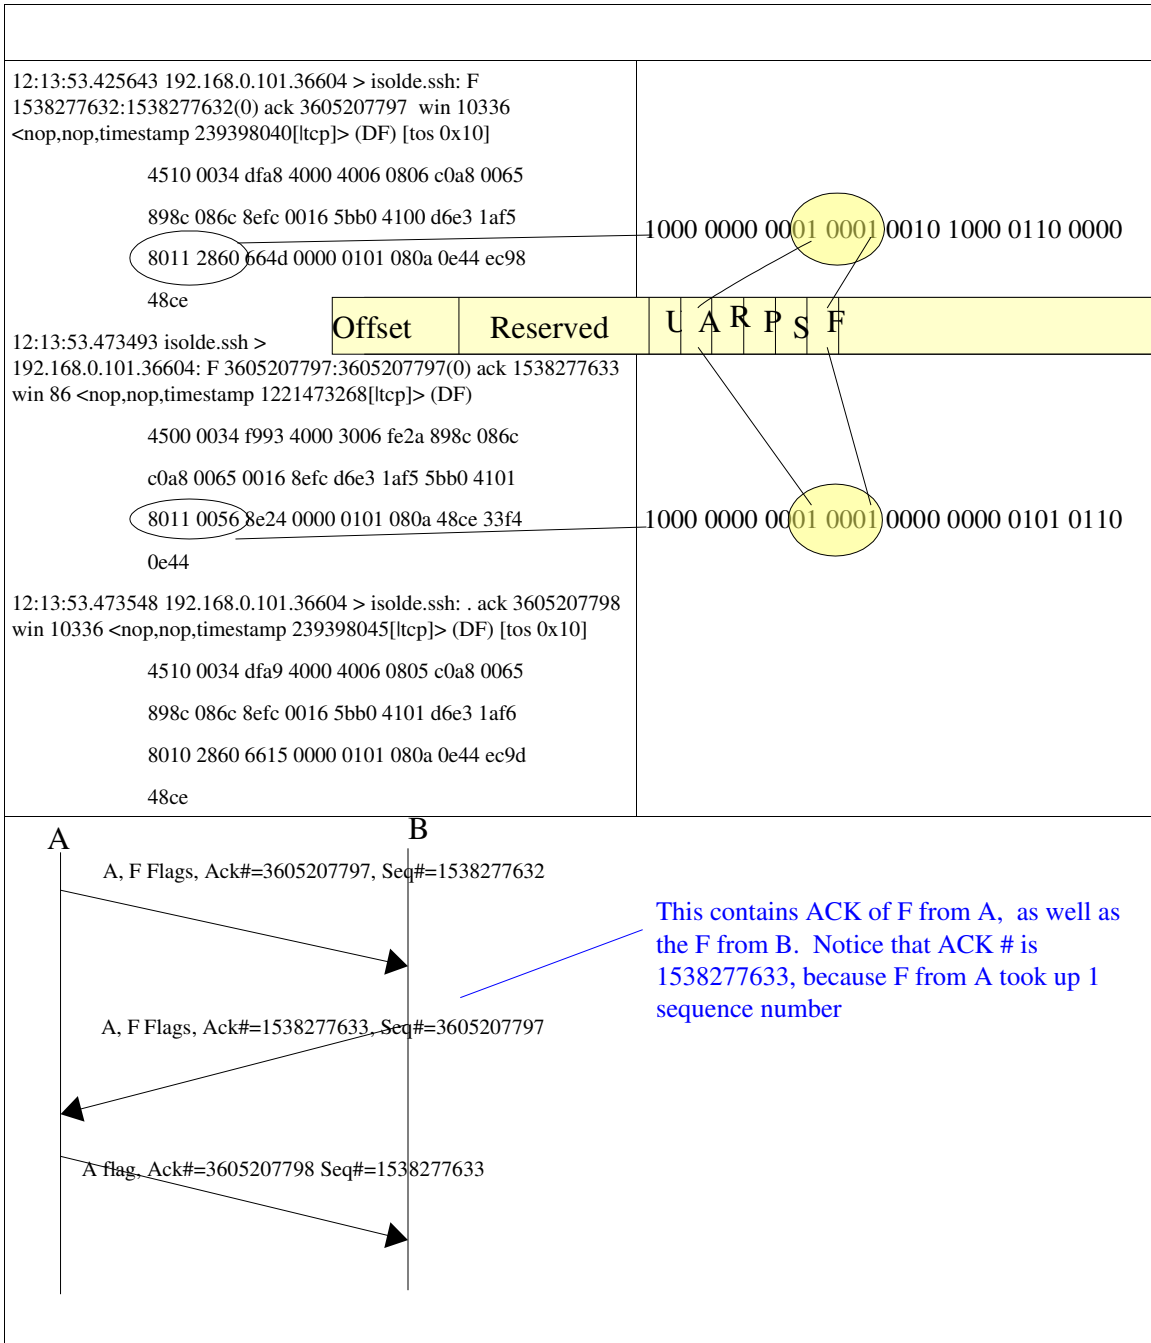 12:13:53.425643 192.168.0.101.36604 > isolde.ssh: F
1538277632:1538277632(0) ack 3605207797  win 10336
<nop,nop,timestamp 239398040[|tcp]> (DF) [tos 0x10]
4510 0034 dfa8 4000 4006 0806 c0a8 0065
898c 086c 8efc 0016 5bb0 4100 d6e3 1af5
8011 2860 664d 0000 0101 080a 0e44 ec98
48ce
1000 0000 0001 0001 0010 1000 0110 0000
Offset Reserved U A R P S F
12:13:53.473493 isolde.ssh >
192.168.0.101.36604: F 3605207797:3605207797(0) ack 1538277633
win 86 <nop,nop,timestamp 1221473268[|tcp]> (DF)
4500 0034 f993 4000 3006 fe2a 898c 086c
c0a8 0065 0016 8efc d6e3 1af5 5bb0 4101
8011 0056 8e24 0000 0101 080a 48ce 33f4
0e44
1000 0000 0001 0001 0000 0000 0101 0110
12:13:53.473548 192.168.0.101.36604 > isolde.ssh: . ack 3605207798
win 10336 <nop,nop,timestamp 239398045[|tcp]> (DF) [tos 0x10]
4510 0034 dfa9 4000 4006 0805 c0a8 0065
898c 086c 8efc 0016 5bb0 4101 d6e3 1af6
8010 2860 6615 0000 0101 080a 0e44 ec9d
48ce
A
B
A, F Flags, Ack#=3605207797, Seq#=1538277632
This contains ACK of F from A,  as well as
the F from B.  Notice that ACK # is
1538277633, because F from A took up 1
sequence number
A, F Flags, Ack#=1538277633, Seq#=3605207797
A flag, Ack#=3605207798 Seq#=1538277633